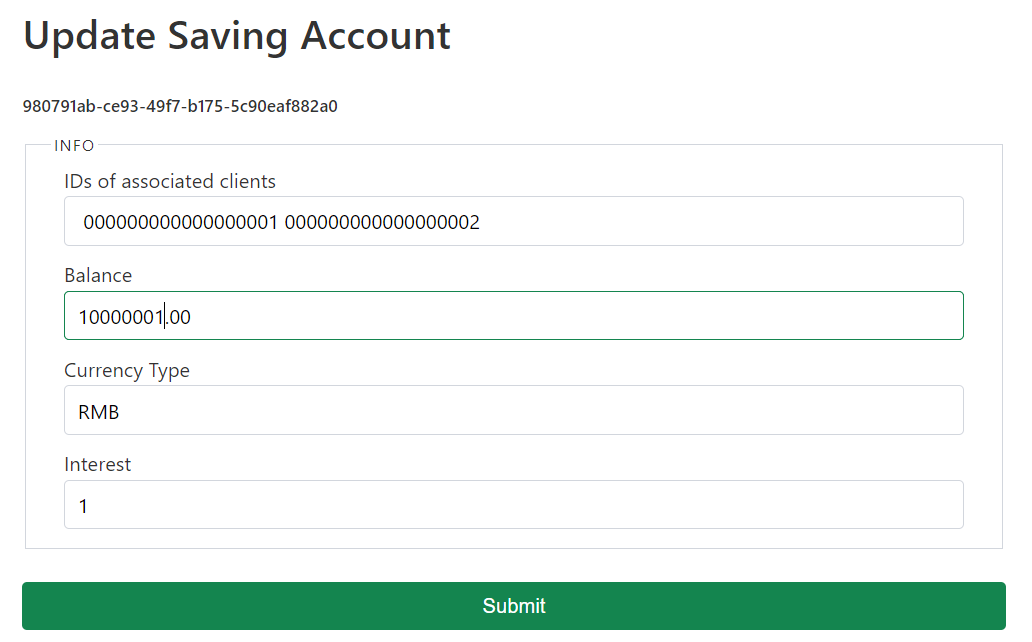 Update Saving Account
980791ab-ce93-49f7-b175-5c90eaf882a0
INFO
IDs of associated clients
000000000000000001 000000000000000002
Balance
10000001.00
Currency Type
RMB
Interest
1
Submit